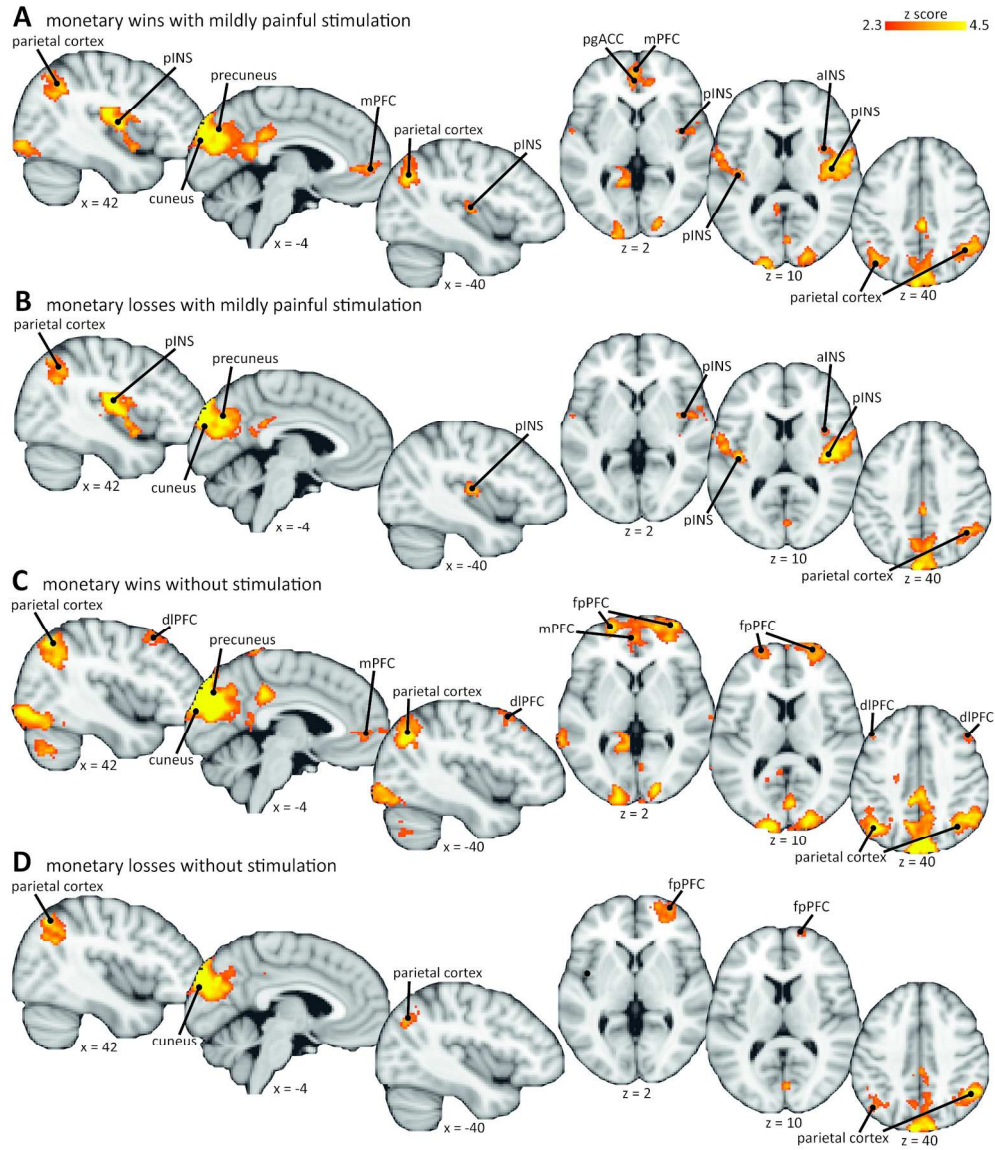 A monetary wins with mildly painful stimulation
z score
2.3 4.5
parietal cortex
pINS
precuneus
mPFC
parietal cortex
pINS
cuneus
x = 42
x = -4
x = -40
pgACC
mPFC
pINS
aINS
pINS
pINS
z = 2
z = 10
parietal cortex
z = 40
B monetary losses with mildly painful stimulation
parietal cortex
pINS
precuneus
pINS
cuneus
x = 42
x = -4
x = -40
pINS
aINS
pINS
pINS
z = 2
z = 10
parietal cortex
z = 40
C monetary wins without stimulation
parietal cortex
dlPFC
precuneus
mPFC
parietal cortex
dlPFC
cuneus
x = 42
x = -4
x = -40
fpPFC
mPFC
fpPFC
dlPFC
dlPFC
z = 2
z = 10
parietal cortex
z = 40
D monetary losses without stimulation
parietal cortex
parietal cortex
cuneus
x = 42
x = -4
x = -40
fpPFC
fpPFC
z = 2
z = 10
parietal cortex
z = 40